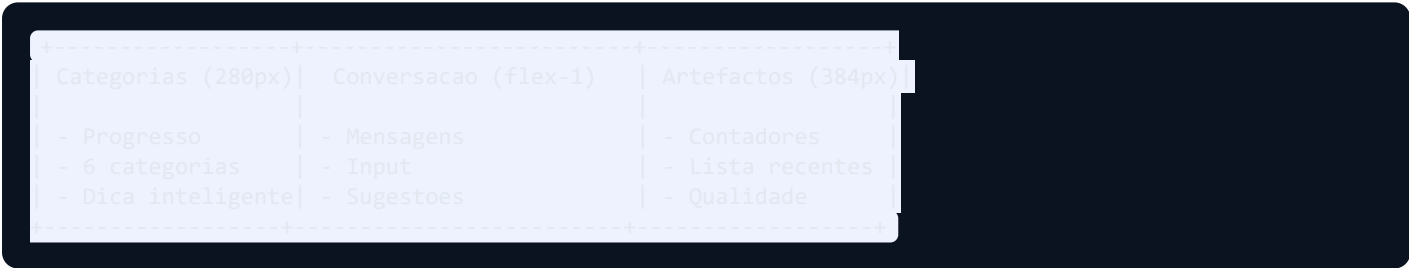 +------------------+-------------------------+------------------+
| Categorias (280px)|  Conversacao (flex-1)   | Artefactos (384px)|
|                   |                         |                  |
| - Progresso       | - Mensagens             | - Contadores     |
| - 6 categorias    | - Input                 | - Lista recentes |
| - Dica inteligente| - Sugestoes             | - Qualidade      |
+------------------+-------------------------+------------------+